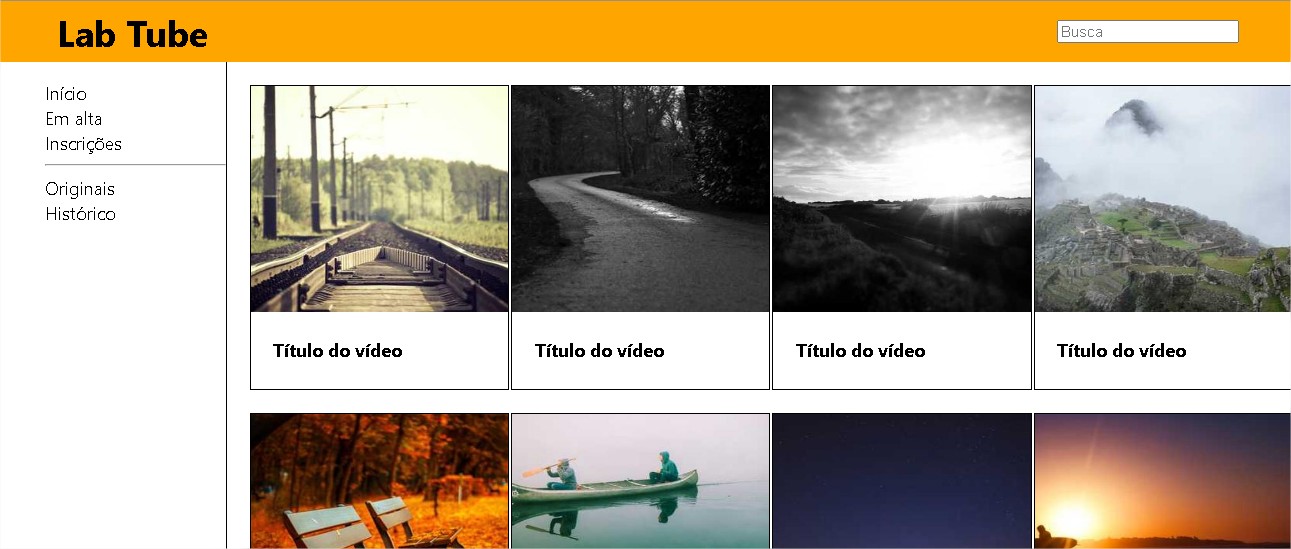 Lab Tube
Busca
Início
Em alta
Inscrições
Originais
Histórico
Título do vídeo
Título do vídeo
Título do vídeo
Título do vídeo